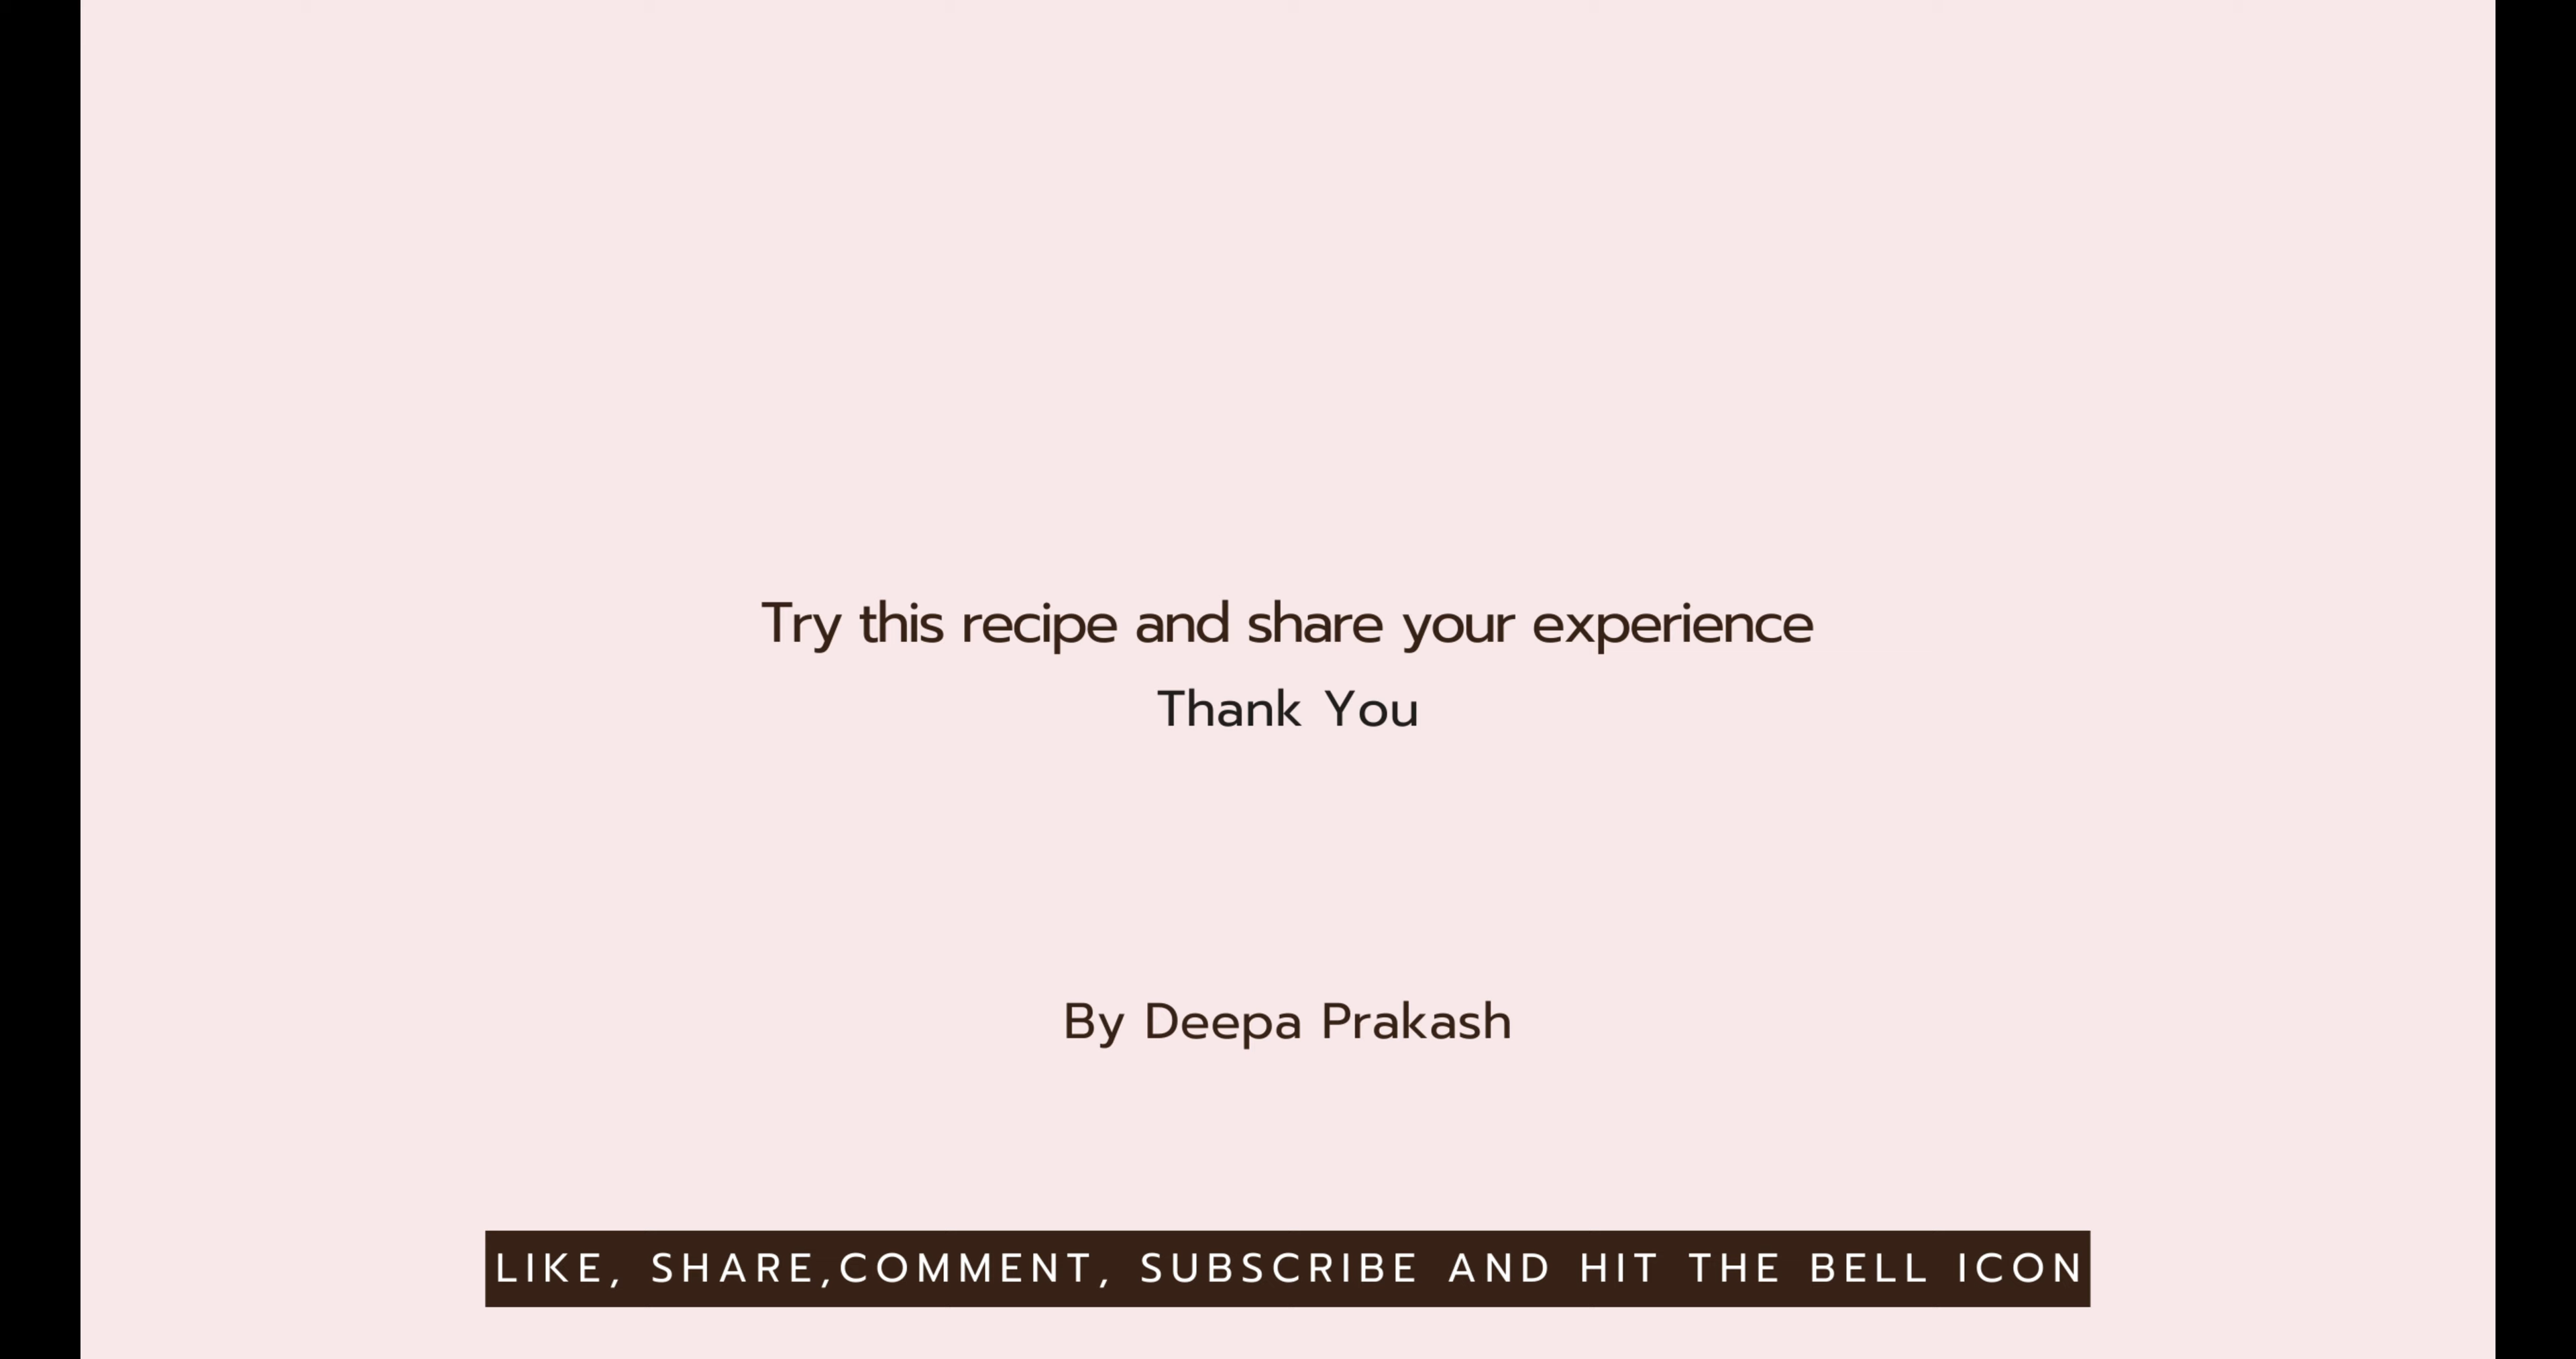 Try this recipe and share your experience
Thank You
By Deepa Prakash
LIKE, SHARE,COMMENT, SUBSCRIBE AND HIT THE BELL ICON